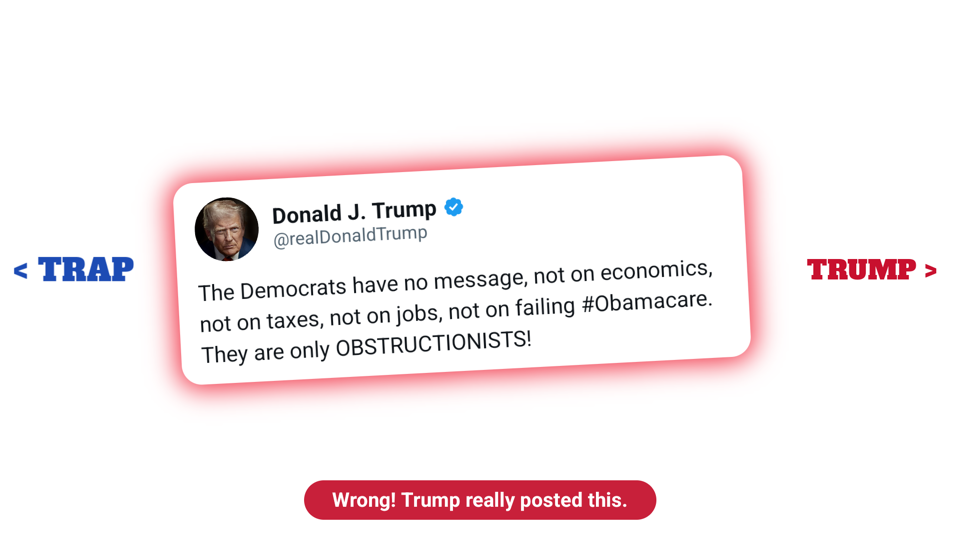 Donald J. Trump
@realDonaldTrump
The Democrats have no message, not on economics,
not on taxes, not on jobs, not on failing #Obamacare.
They are only OBSTRUCTIONISTS!
< TRAP
TRUMP >
Wrong! Trump really posted this.